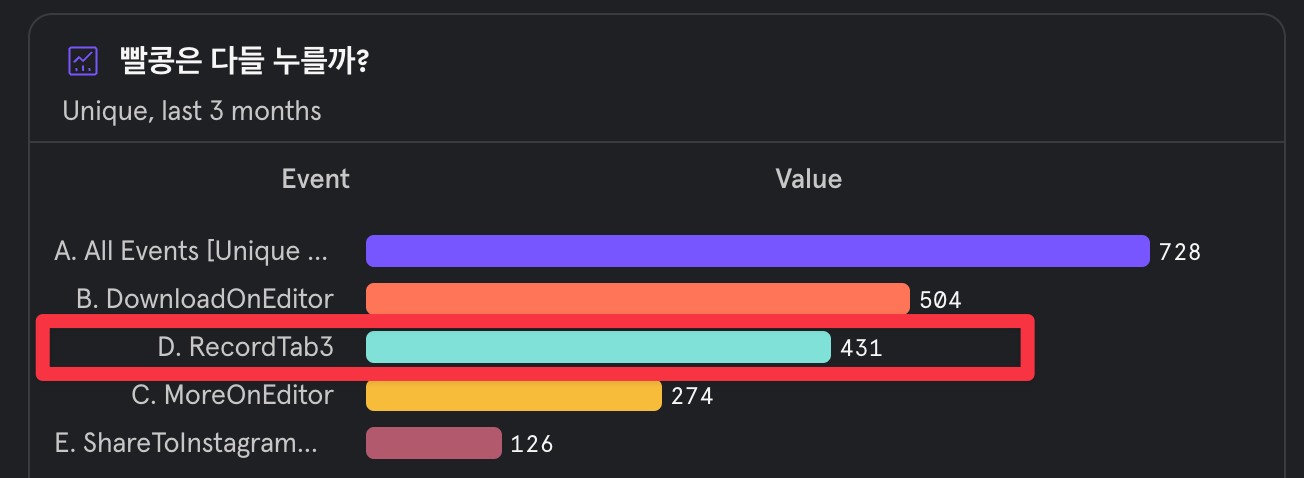 빨콩은 다들 누를까?
Unique, last 3 months
Event Value
A. All Events [Unique ... 728
B. DownloadOnEditor 504
D. RecordTab3 431
C. MoreOnEditor 274
E. ShareToInstagram... 126